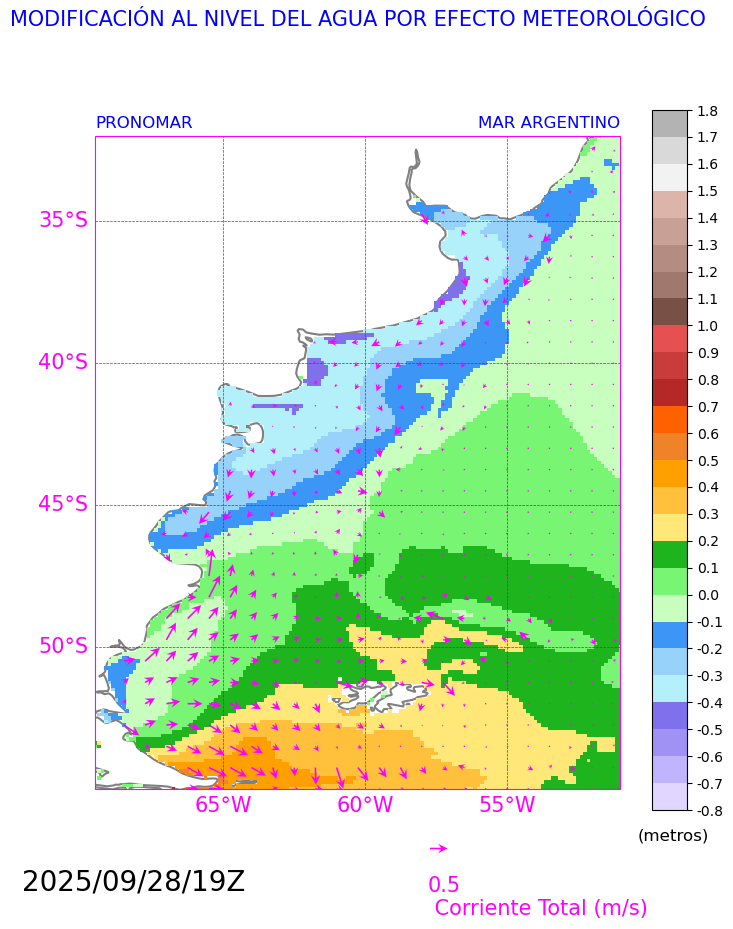 MODIFICACIÓN AL NIVEL DEL AGUA POR EFECTO METEOROLÓGICO
PRONOMAR
MAR ARGENTINO
1.8
1.7
1.6
1.5
1.4
1.3
1.2
1.1
1.0
0.9
0.8
0.7
0.6
0.5
0.4
0.3
0.2
0.1
0.0
-0.1
-0.2
-0.3
-0.4
-0.5
-0.6
-0.7
-0.8
(metros)
35°S
40°S
45°S
50°S
65°W
60°W
55°W
2025/09/28/19Z
0.5
Corriente Total (m/s)